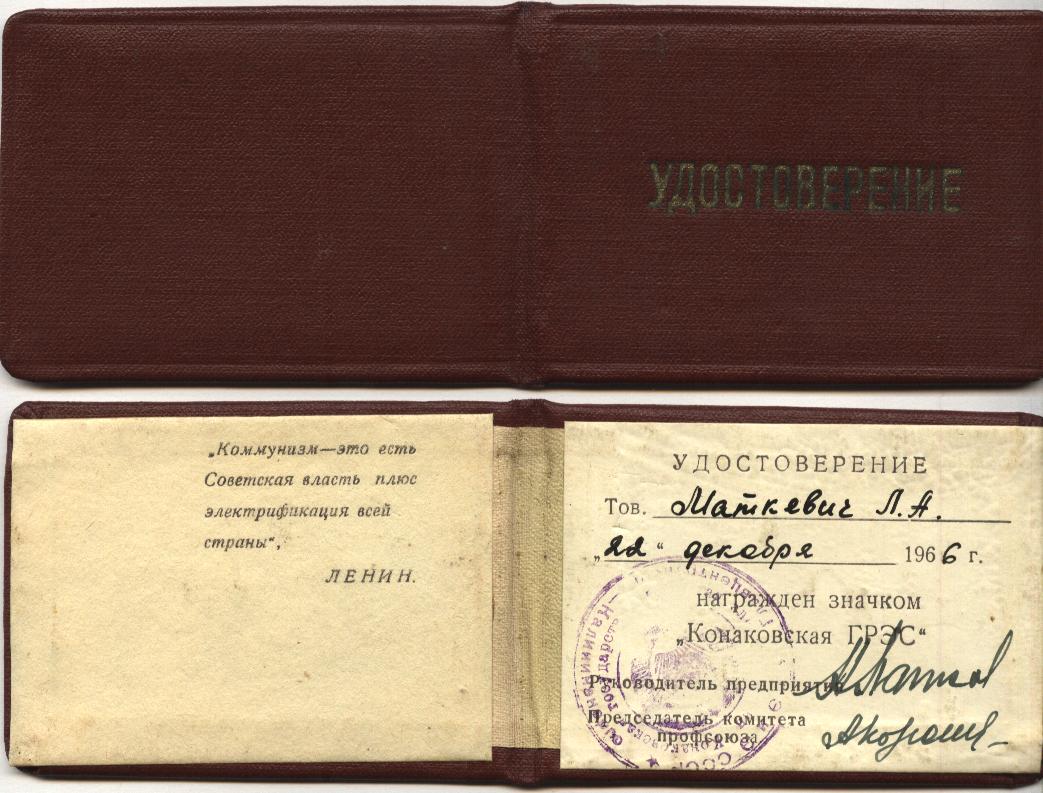 УДОСТОВЕРЕНИЕ
„Коммунизм—это есть
Советская власть плюс
электрификация всей
страны“,
ЛЕНИН.
УДОСТОВЕРЕНИЕ
Тов. Маткевич Л.А.
„22“ декабря 1966 г.
награжден значком
„Конаковская ГРЭС“
Руководитель предприятия
Председатель комитета
профсоюза
СССР